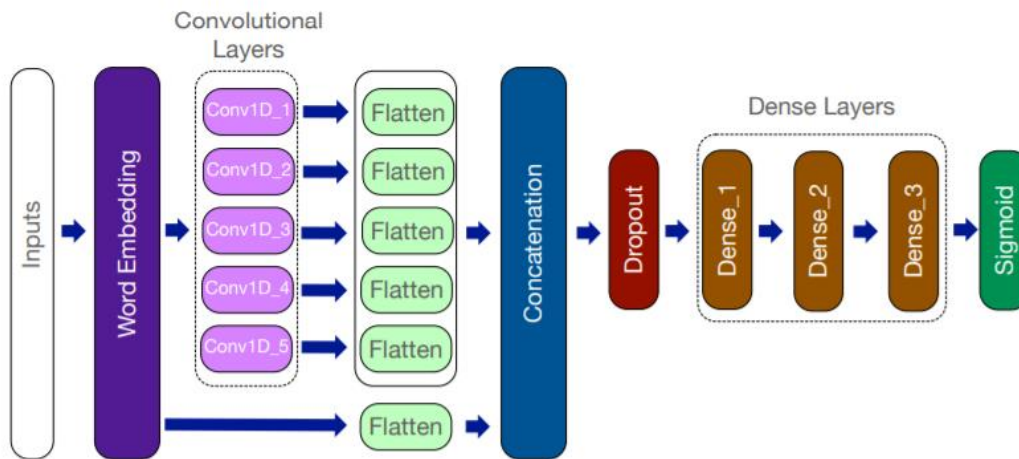 Convolutional
Layers
Inputs
Word Embedding
Conv1D_1
Conv1D_2
Conv1D_3
Conv1D_4
Conv1D_5
Flatten
Flatten
Flatten
Flatten
Flatten
Flatten
Concatenation
Dropout
Dense Layers
Dense_1
Dense_2
Dense_3
Sigmoid